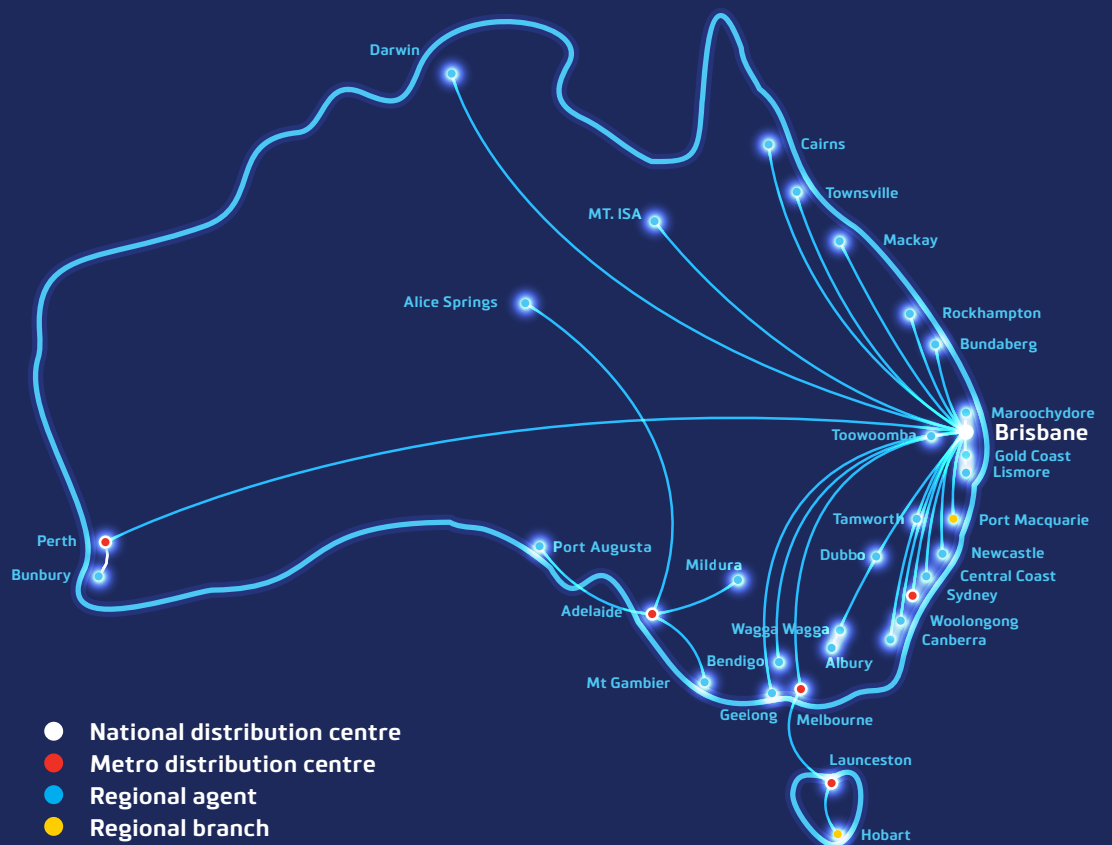 Darwin
Cairns
Townsville
MT. ISA
Mackay
Alice Springs
Rockhampton
Bundaberg
Maroochydore
Brisbane
Toowoomba
Gold Coast
Lismore
Tamworth
Port Macquarie
Perth
Port Augusta
Dubbo
Newcastle
Bunbury
Mildura
Central Coast
Sydney
Adelaide
Wagga Wagga
Woolongong
Canberra
Bendigo
Albury
Mt Gambier
Geelong
Melbourne
Launceston
Hobart
National distribution centre
Metro distribution centre
Regional agent
Regional branch